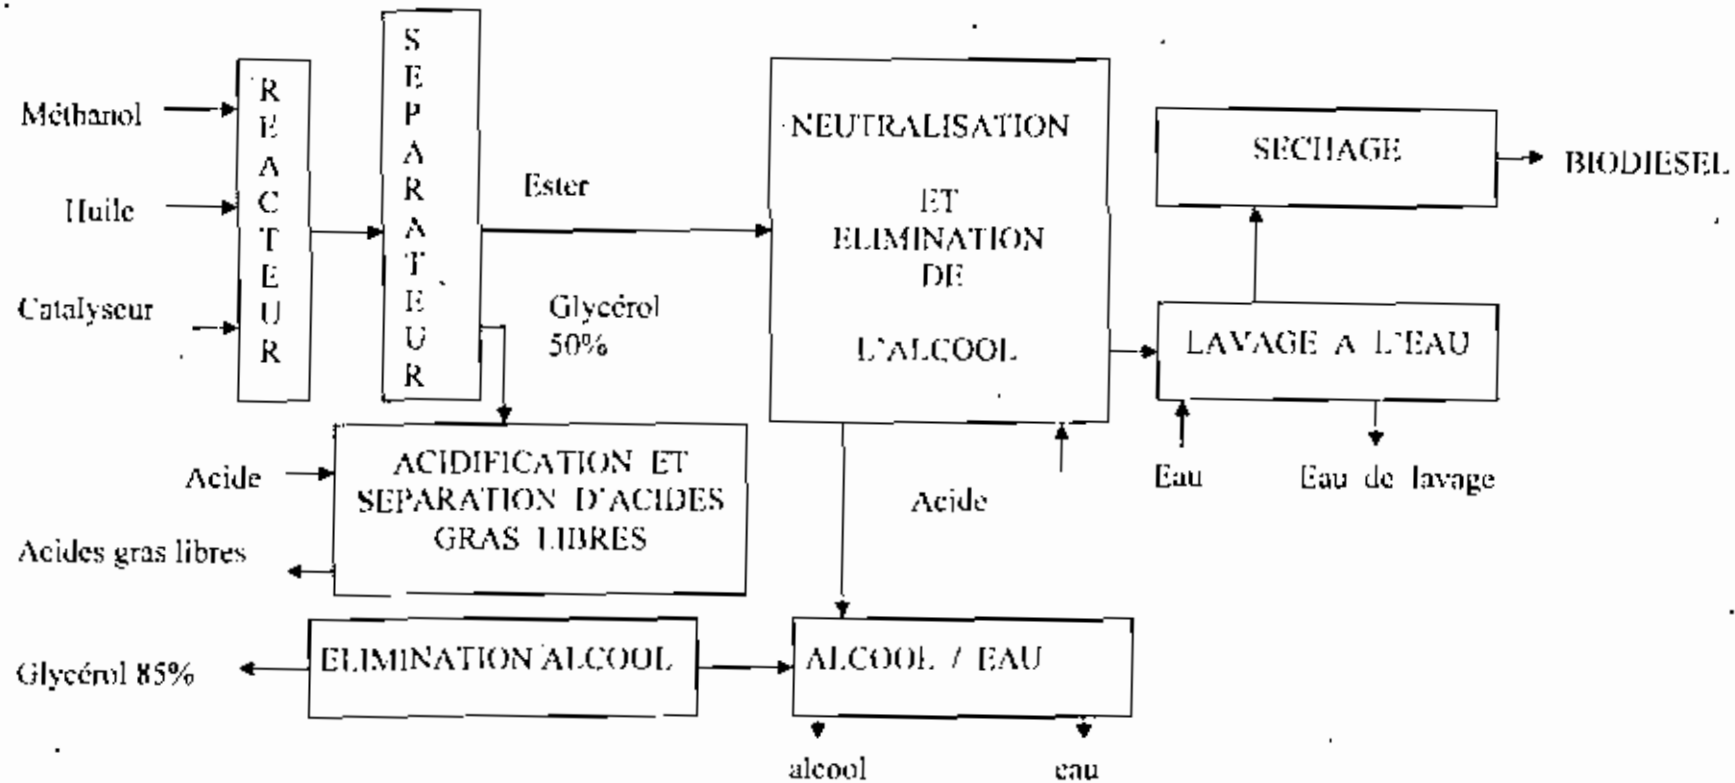 Méthanol
Huile
Catalyseur
REACTEUR
SEPARATEUR
Ester
Glycérol
50%
NEUTRALISATION
ET
ELIMINATION
DE
L'ALCOOL
SECHAGE
BIODIESEL
LAVAGE A L'EAU
Eau
Eau de lavage
Acide
ACIDIFICATION ET
SEPARATION D'ACIDES
GRAS LIBRES
Acides gras libres
Acide
Glycérol 85%
ELIMINATION ALCOOL
ALCOOL / EAU
alcool
eau